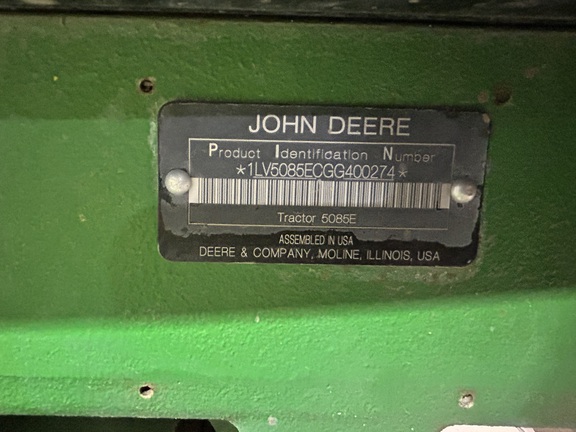 JOHN DEERE
Product Identification Number
*1LV5085ECGG400274*
Tractor 5085E
ASSEMBLED IN USA
DEERE & COMPANY, MOLINE, ILLINOIS, USA